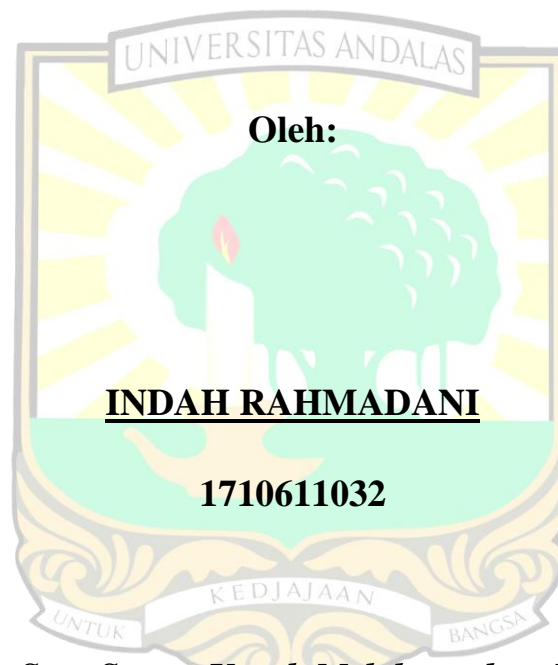 UNIVERSITAS ANDALAS
Oleh:
INDAH RAHMADANI
1710611032
UNTUK KEDJAJAAN BANGSA